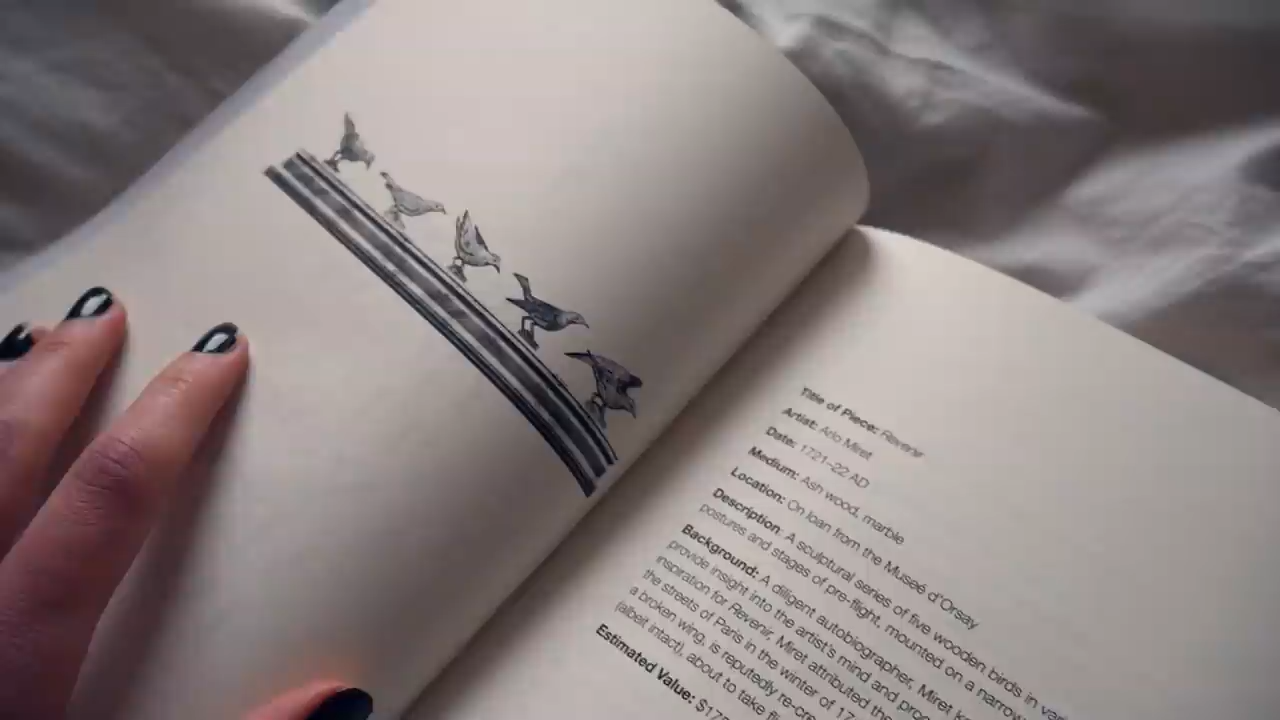 Title of Piece: Revenir
Artist: Arlo Miret
Date: 1721–22 AD
Medium: Ash wood, marble
Location: On loan from the Museé d'Orsay
Description: A sculptural series of five wooden birds in
postures and stages of pre-flight, mounted on a narrow
Background: A diligent autobiographer, Miret
provide insight into the artist's mind and
inspiration for Revenir, Miret attributed the
the streets of Paris in the winter of
a broken wing, is reputedly
(albeit intact), about to take
Estimated Value: